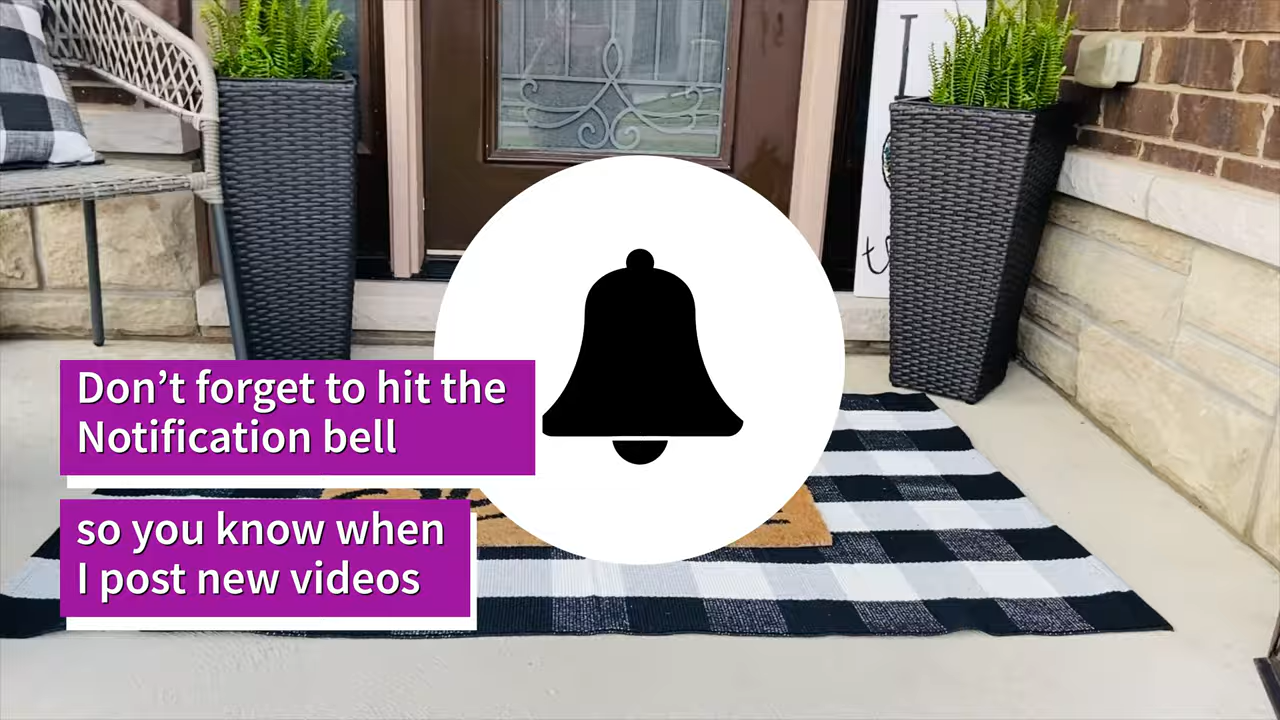 Don’t forget to hit the
Notification bell
so you know when
I post new videos